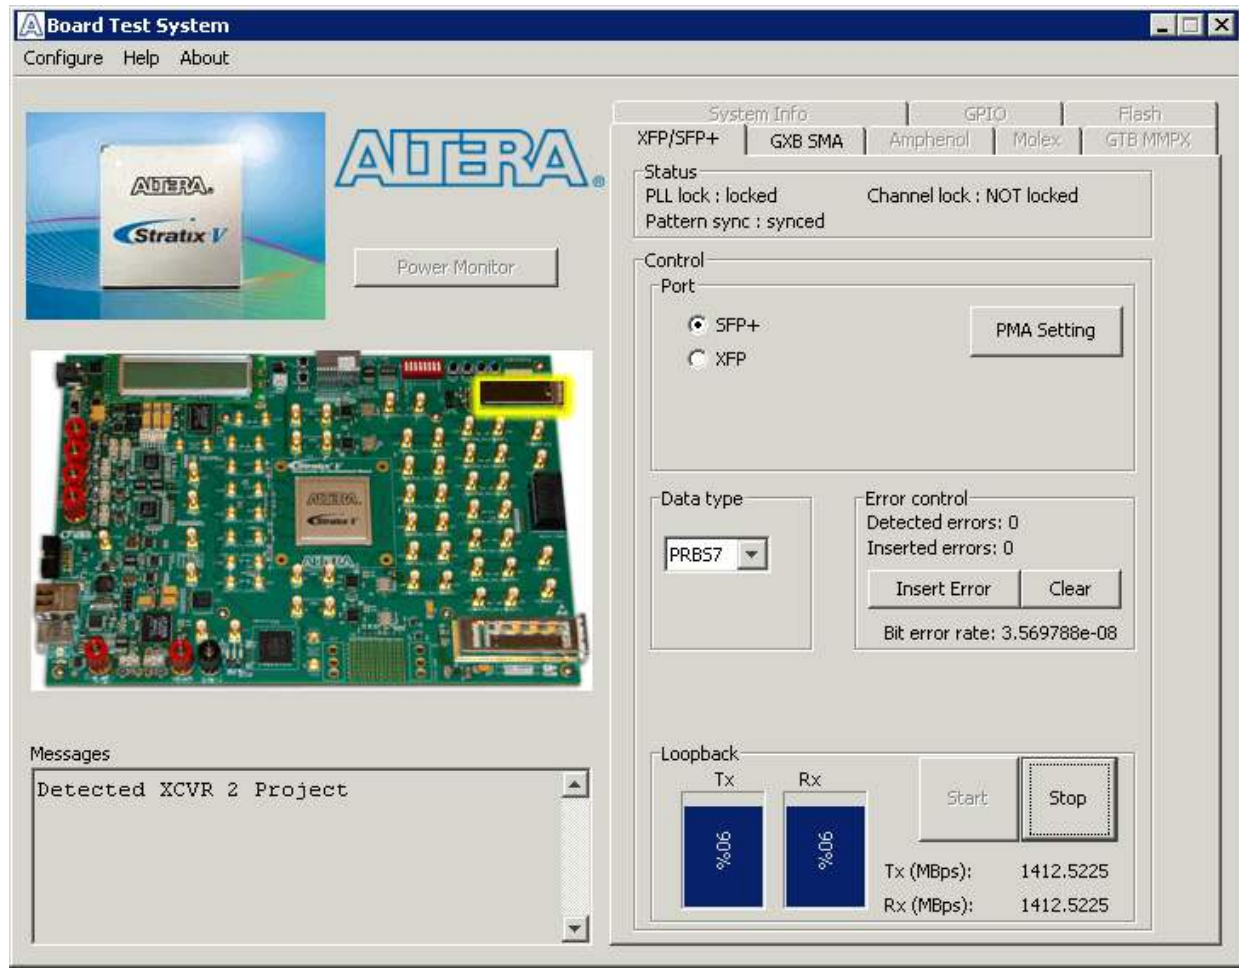 Board Test System
Configure Help About
System Info GPIO Flash
XFP/SFP+ GXB SMA Amphenol Molex GTB MMPX
ALTERA.
Stratix V
ALTERA®
Power Monitor
Status
PLL lock : locked Channel lock : NOT locked
Pattern sync : synced
Control
Port
SFP+
XFP
PMA Setting
ALTERA.
Stratix V
ALTERA
Data type
PRBS7
Error control
Detected errors: 0
Inserted errors: 0
Insert Error Clear
Bit error rate: 3.569788e-08
Messages
Detected XCVR 2 Project
Loopback
Tx Rx
90% 90%
Start Stop
Tx (MBps): 1412.5225
Rx (MBps): 1412.5225